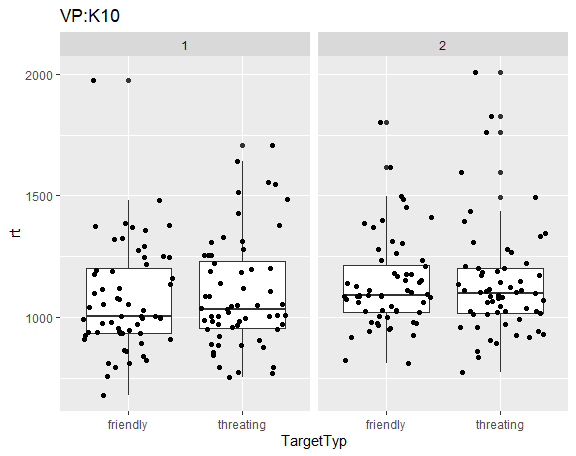 VP:K10
1 2
2000
1500
1000
rt
friendly threating friendly threating
TargetTyp